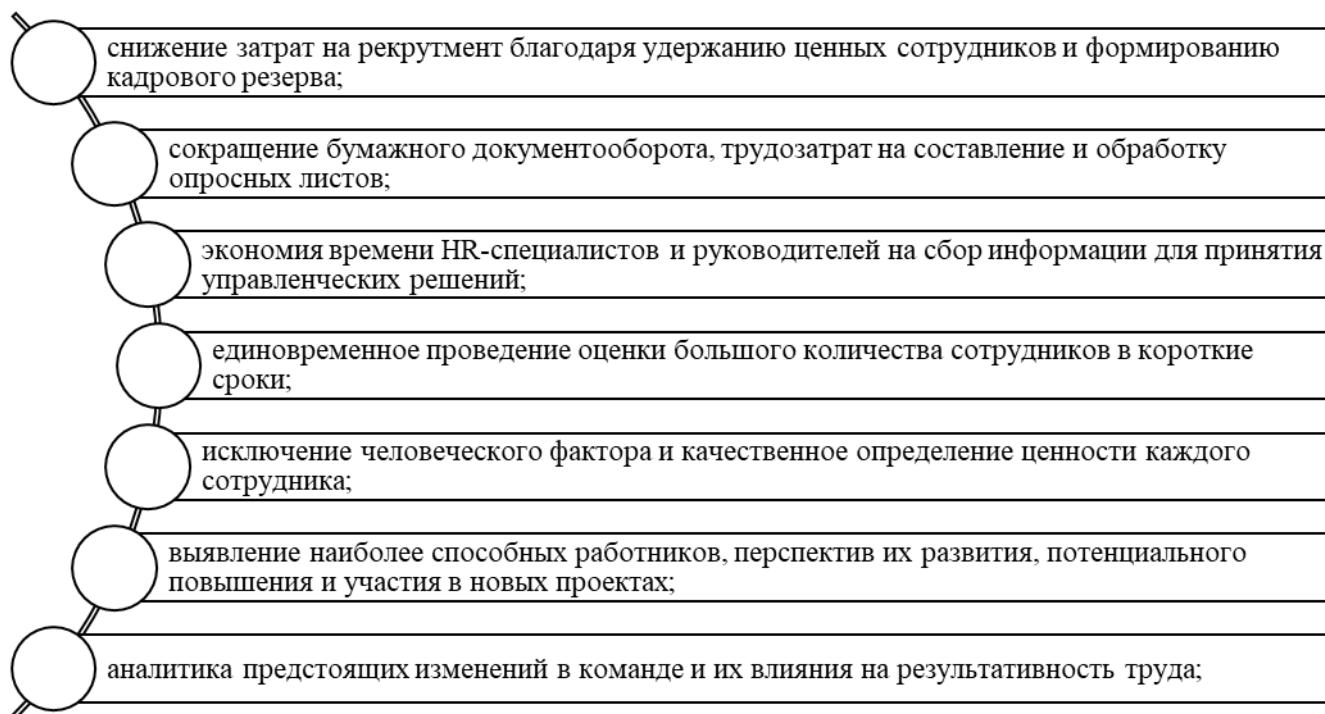 снижение затрат на рекрутмент благодаря удержанию ценных сотрудников и формированию
кадрового резерва;
сокращение бумажного документооборота, трудозатрат на составление и обработку
опросных листов;
экономия времени HR-специалистов и руководителей на сбор информации для принятия
управленческих решений;
единовременное проведение оценки большого количества сотрудников в короткие
сроки;
исключение человеческого фактора и качественное определение ценности каждого
сотрудника;
выявление наиболее способных работников, перспектив их развития, потенциального
повышения и участия в новых проектах;
аналитика предстоящих изменений в команде и их влияния на результативность труда;